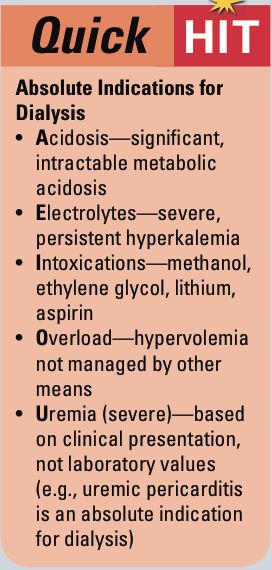 Quick HIT
Absolute Indications for
Dialysis
• Acidosis—significant,
intractable metabolic
acidosis
• Electrolytes—severe,
persistent hyperkalemia
• Intoxications—methanol,
ethylene glycol, lithium,
aspirin
• Overload—hypervolemia
not managed by other
means
• Uremia (severe)—based
on clinical presentation,
not laboratory values
(e.g., uremic pericarditis
is an absolute indication
for dialysis)